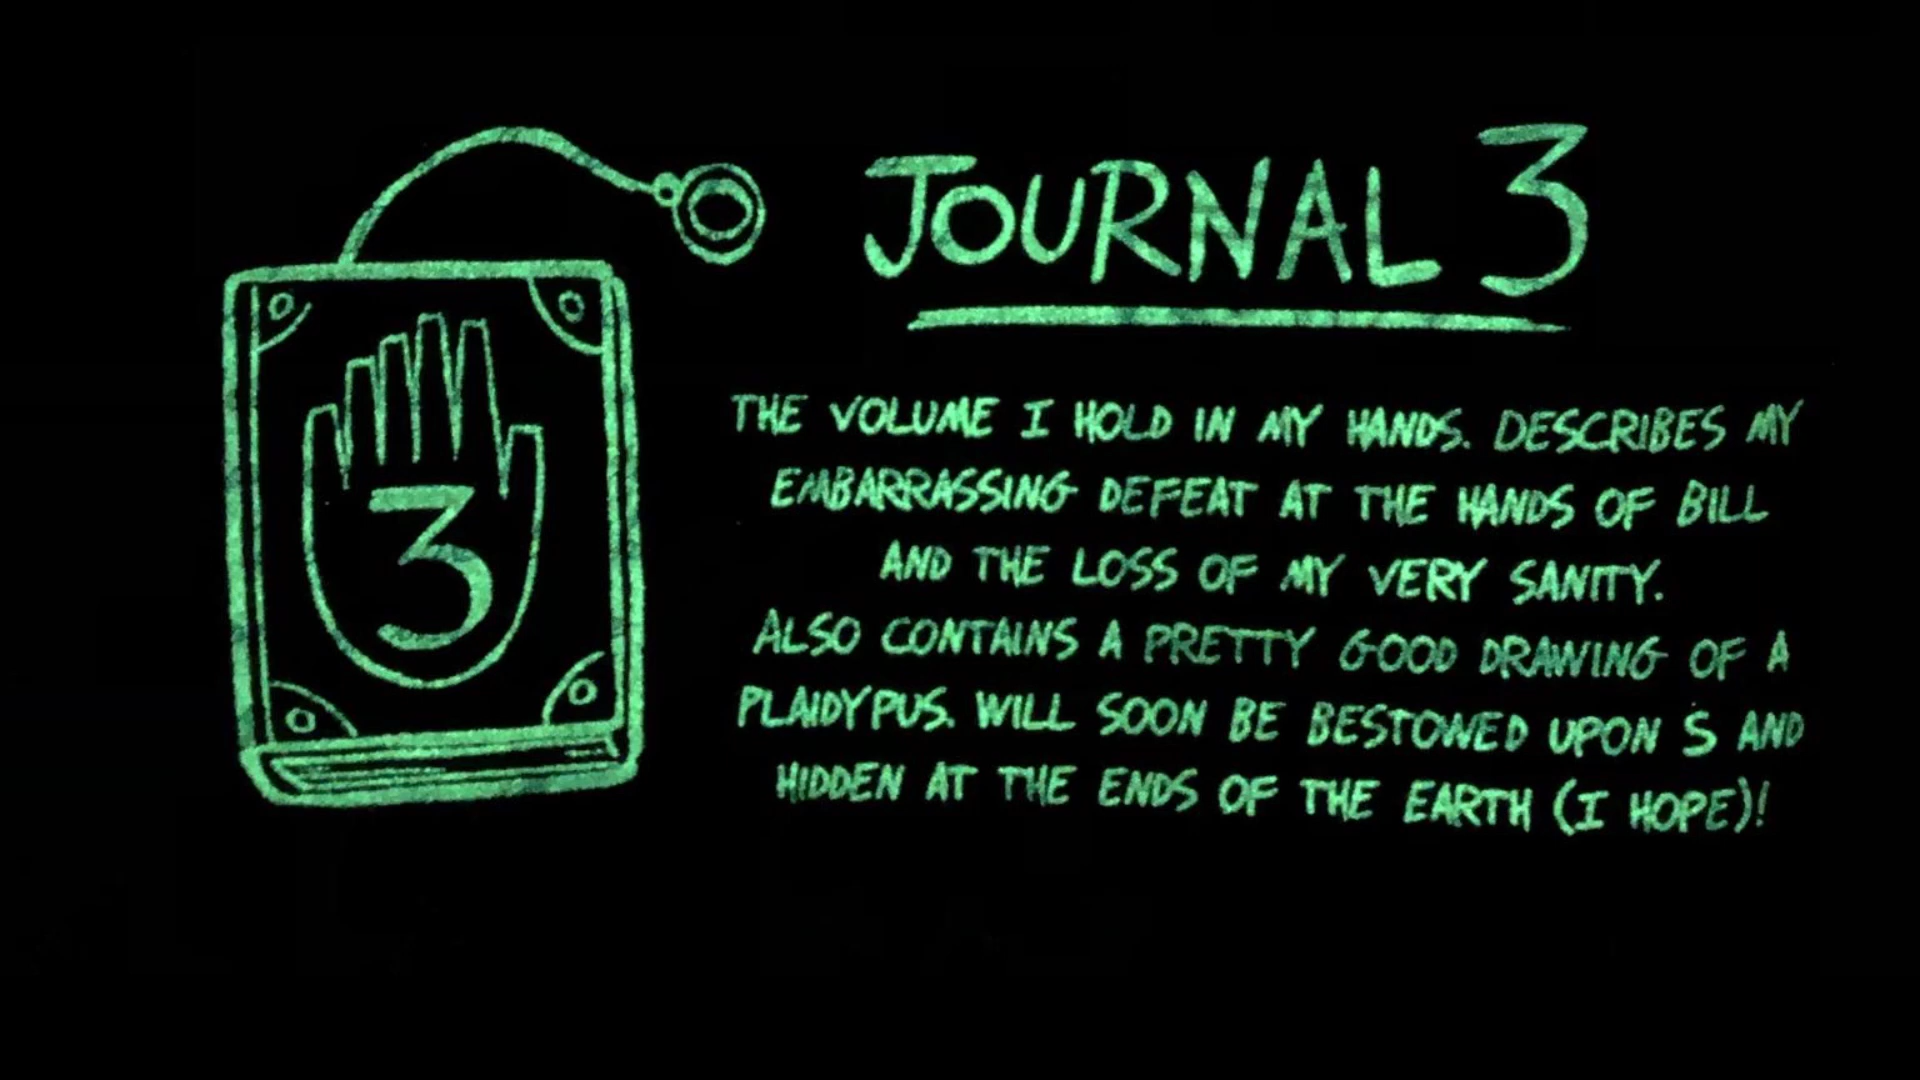 JOURNAL 3
3
THE VOLUME I HOLD IN MY HANDS. DESCRIBES MY
EMBARRASSING DEFEAT AT THE HANDS OF BILL
AND THE LOSS OF MY VERY SANITY.
ALSO CONTAINS A PRETTY GOOD DRAWING OF A
PLAIDYPUS. WILL SOON BE BESTOWED UPON S AND
HIDDEN AT THE ENDS OF THE EARTH (I HOPE)!